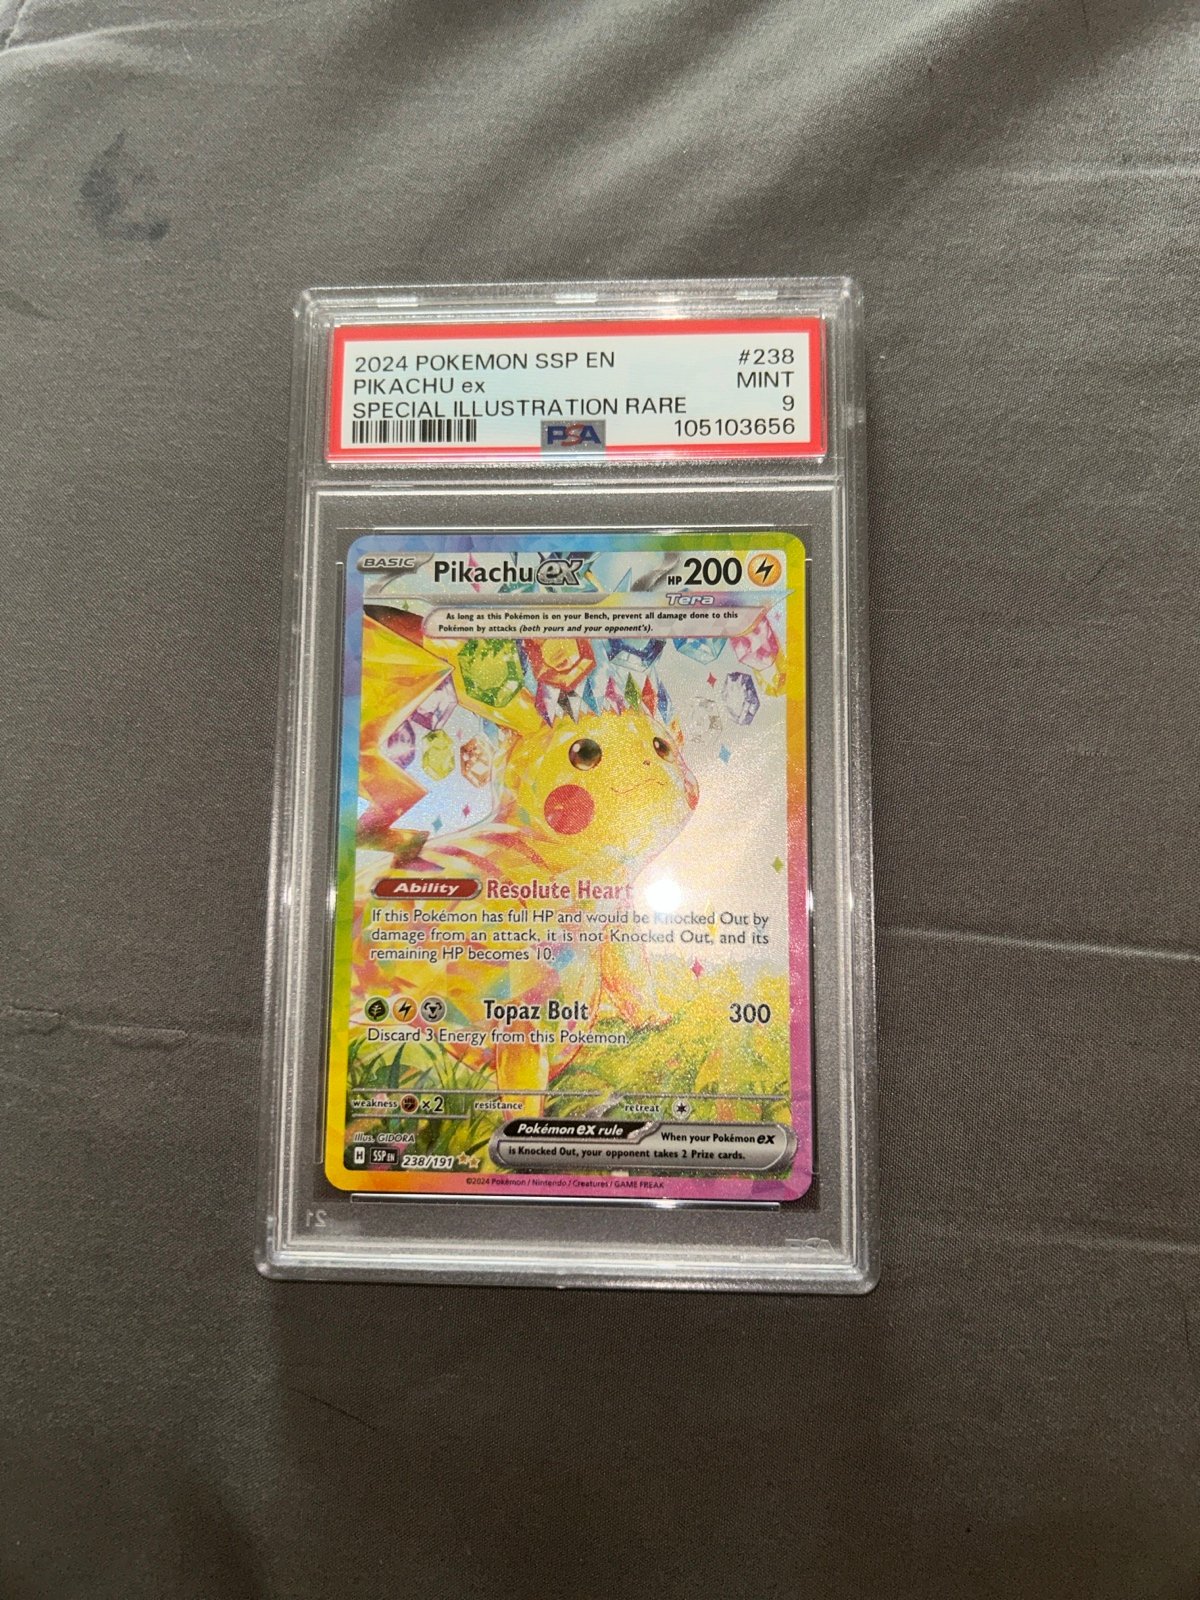 2024 POKEMON SSP EN #238
PIKACHU ex MINT
SPECIAL ILLUSTRATION RARE 9
PSA 105103656
BASIC Pikachu ex HP 200
Tera
As long as this Pokémon is on your Bench, prevent all damage done to this
Pokémon by attacks (both yours and your opponent's).
Ability Resolute Heart
If this Pokémon has full HP and would be Knocked Out by
damage from an attack, it is not Knocked Out, and its
remaining HP becomes 10.
Topaz Bolt 300
Discard 3 Energy from this Pokémon.
weakness ×2 resistance retreat
Illus. GIDORA
Pokémon ex rule When your Pokémon ex
is Knocked Out, your opponent takes 2 Prize cards.
H SSP EN 238/191
©2024 Pokémon / Nintendo / Creatures / GAME FREAK
21